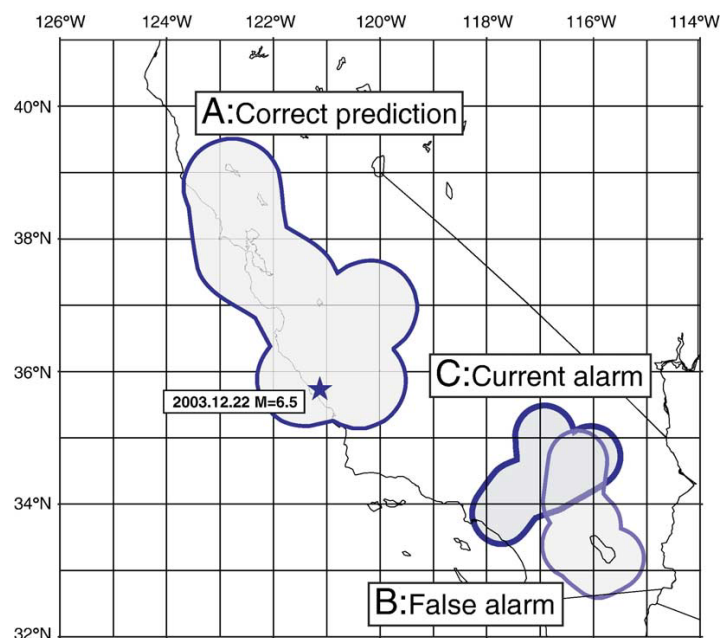 126°W 124°W 122°W 120°W 118°W 116°W 114°W
40°N
A:Correct prediction
38°N
36°N
C:Current alarm
2003.12.22 M=6.5
34°N
B:False alarm
32°N